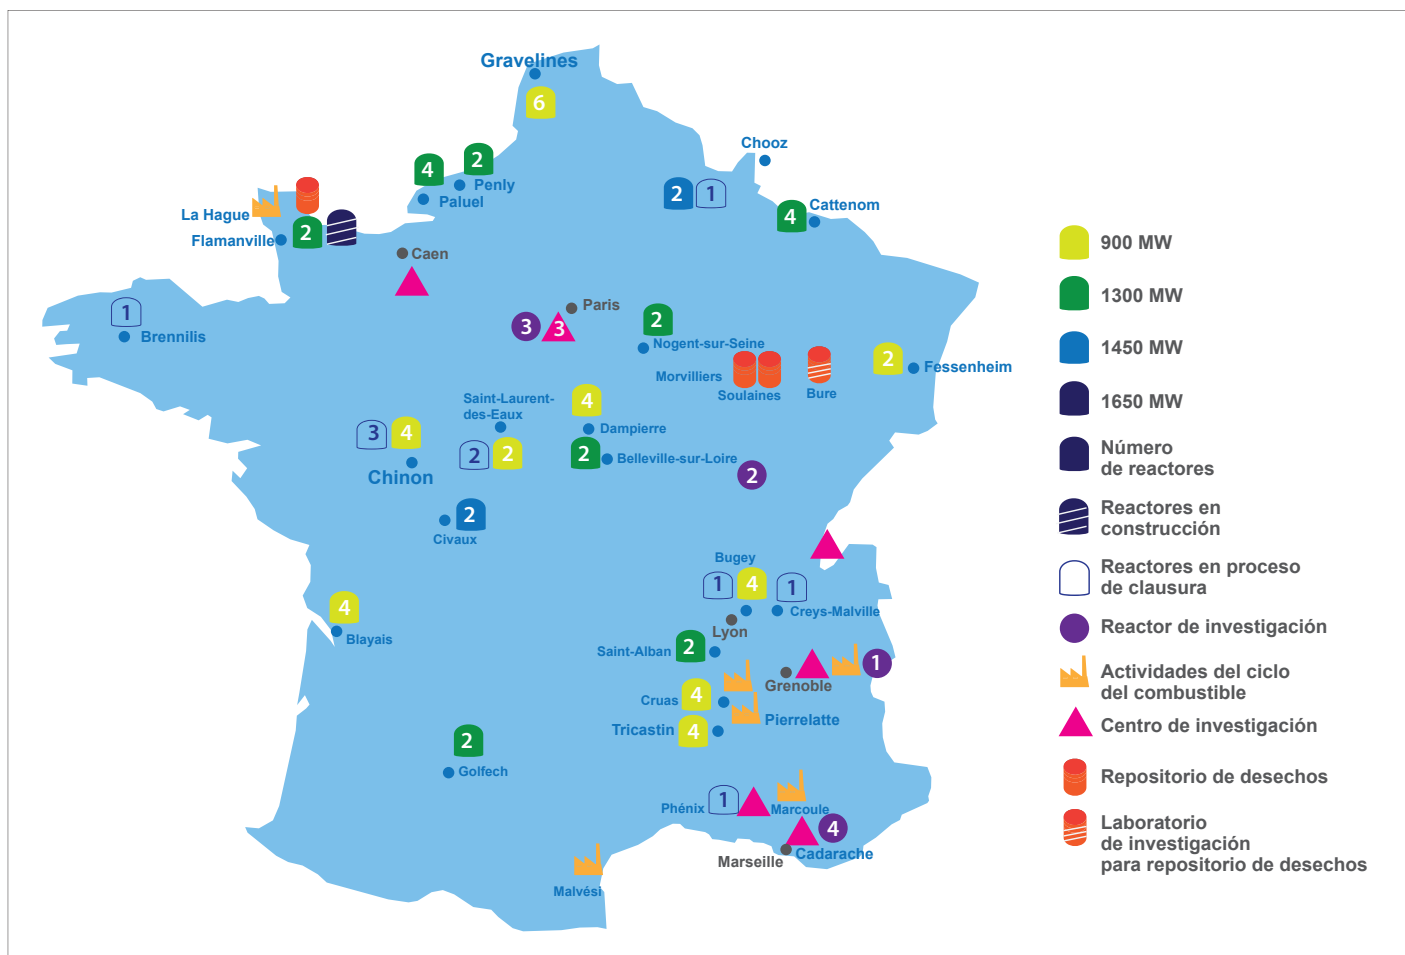 Gravelines
6
Chooz
4
2
Penly
Paluel
2
1
Cattenom
4
La Hague
Flamanville
2
Caen
1
Brennilis
Paris
3
3
2
Nogent-sur-Seine
Morvilliers
Soulaines
Bure
2
Fessenheim
Saint-Laurent-
des-Eaux
4
Dampierre
3
4
Chinon
2
2
2
Belleville-sur-Loire
2
2
Civaux
Bugey
1
4
1
Creys-Malville
Lyon
4
Blayais
Saint-Alban
2
Grenoble
1
Cruas
4
Pierrelatte
Tricastin
4
2
Golfech
Phénix
1
Marcoule
4
Marseille
Cadarache
Malvési
900 MW
1300 MW
1450 MW
1650 MW
Número
de reactores
Reactores en
construcción
Reactores en proceso
de clausura
Reactor de investigación
Actividades del ciclo
del combustible
Centro de investigación
Repositorio de desechos
Laboratorio
de investigación
para repositorio de desechos